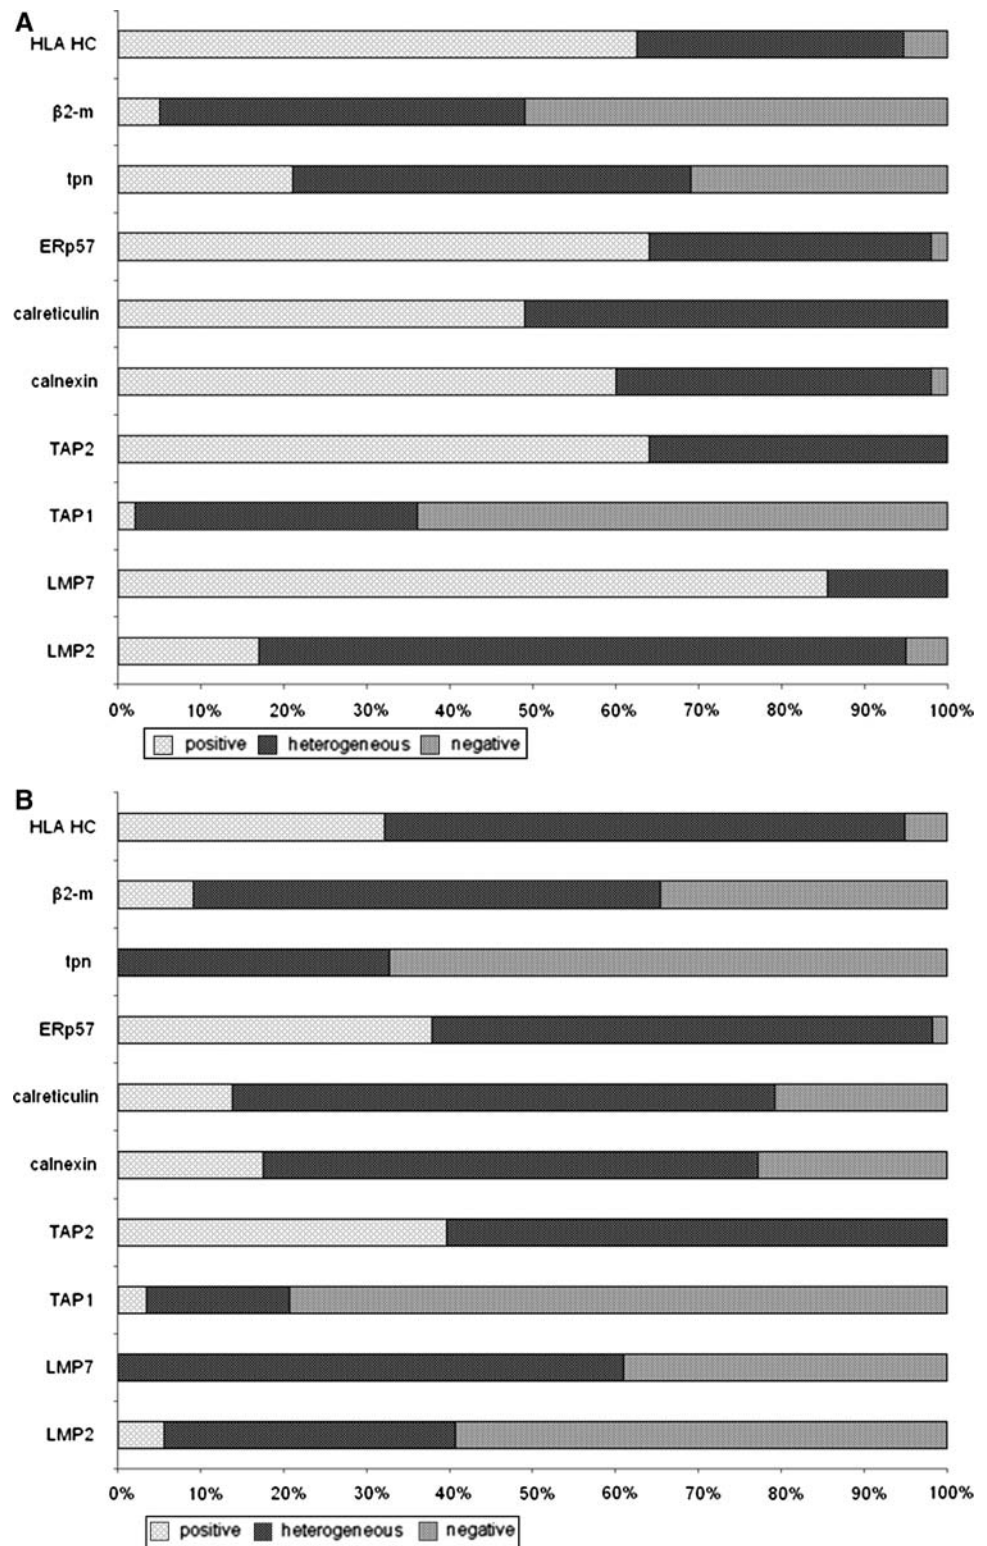 A
HLA HC
β2-m
tpn
ERp57
calreticulin
calnexin
TAP2
TAP1
LMP7
LMP2
0% 10% 20% 30% 40% 50% 60% 70% 80% 90% 100%
positive heterogeneous negative
B
HLA HC
β2-m
tpn
ERp57
calreticulin
calnexin
TAP2
TAP1
LMP7
LMP2
0% 10% 20% 30% 40% 50% 60% 70% 80% 90% 100%
positive heterogeneous negative